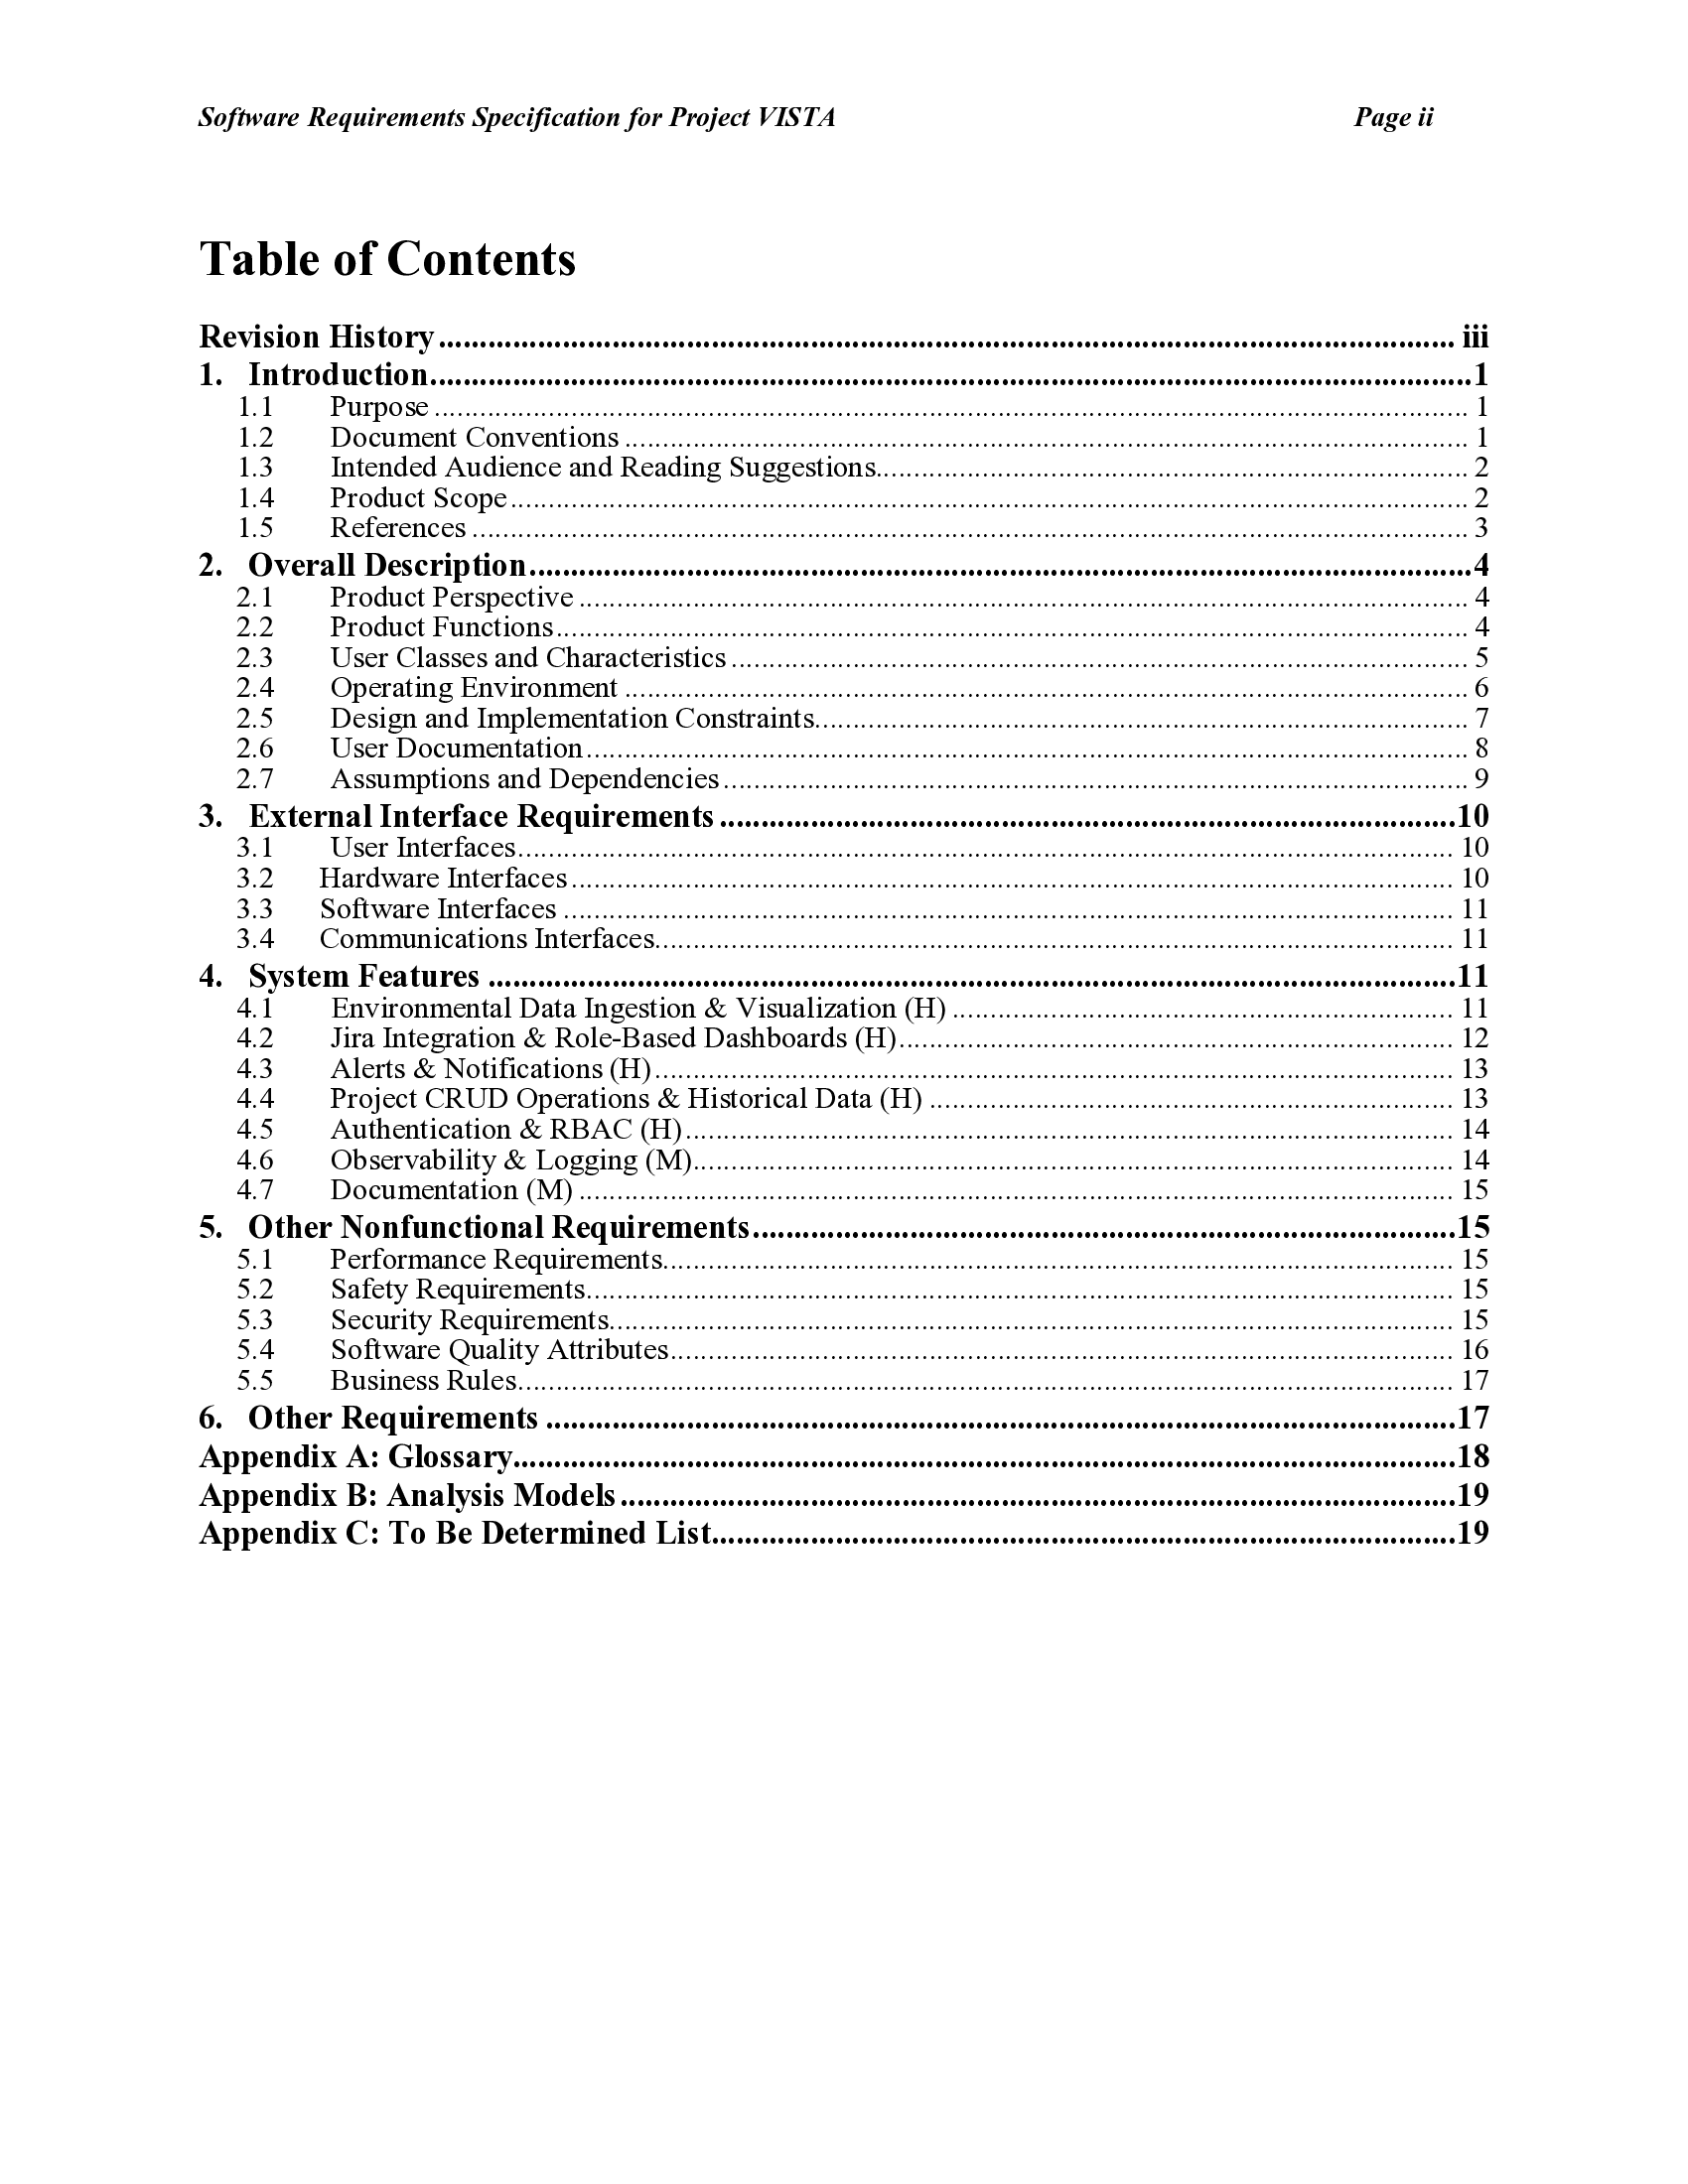 Software Requirements Specification for Project VISTA Page ii
Table of Contents
Revision History ........ iii
1. Introduction ........ 1
1.1 Purpose ........ 1
1.2 Document Conventions ........ 1
1.3 Intended Audience and Reading Suggestions ........ 2
1.4 Product Scope ........ 2
1.5 References ........ 3
2. Overall Description ........ 4
2.1 Product Perspective ........ 4
2.2 Product Functions ........ 4
2.3 User Classes and Characteristics ........ 5
2.4 Operating Environment ........ 6
2.5 Design and Implementation Constraints ........ 7
2.6 User Documentation ........ 8
2.7 Assumptions and Dependencies ........ 9
3. External Interface Requirements ........ 10
3.1 User Interfaces ........ 10
3.2 Hardware Interfaces ........ 10
3.3 Software Interfaces ........ 11
3.4 Communications Interfaces ........ 11
4. System Features ........ 11
4.1 Environmental Data Ingestion & Visualization (H) ........ 11
4.2 Jira Integration & Role-Based Dashboards (H) ........ 12
4.3 Alerts & Notifications (H) ........ 13
4.4 Project CRUD Operations & Historical Data (H) ........ 13
4.5 Authentication & RBAC (H) ........ 14
4.6 Observability & Logging (M) ........ 14
4.7 Documentation (M) ........ 15
5. Other Nonfunctional Requirements ........ 15
5.1 Performance Requirements ........ 15
5.2 Safety Requirements ........ 15
5.3 Security Requirements ........ 15
5.4 Software Quality Attributes ........ 16
5.5 Business Rules ........ 17
6. Other Requirements ........ 17
Appendix A: Glossary ........ 18
Appendix B: Analysis Models ........ 19
Appendix C: To Be Determined List ........ 19